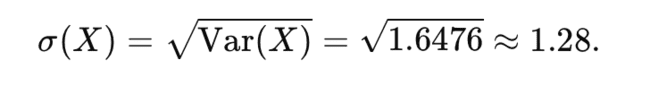 σ(X) = √Var(X) = √1.6476 ≈ 1.28.